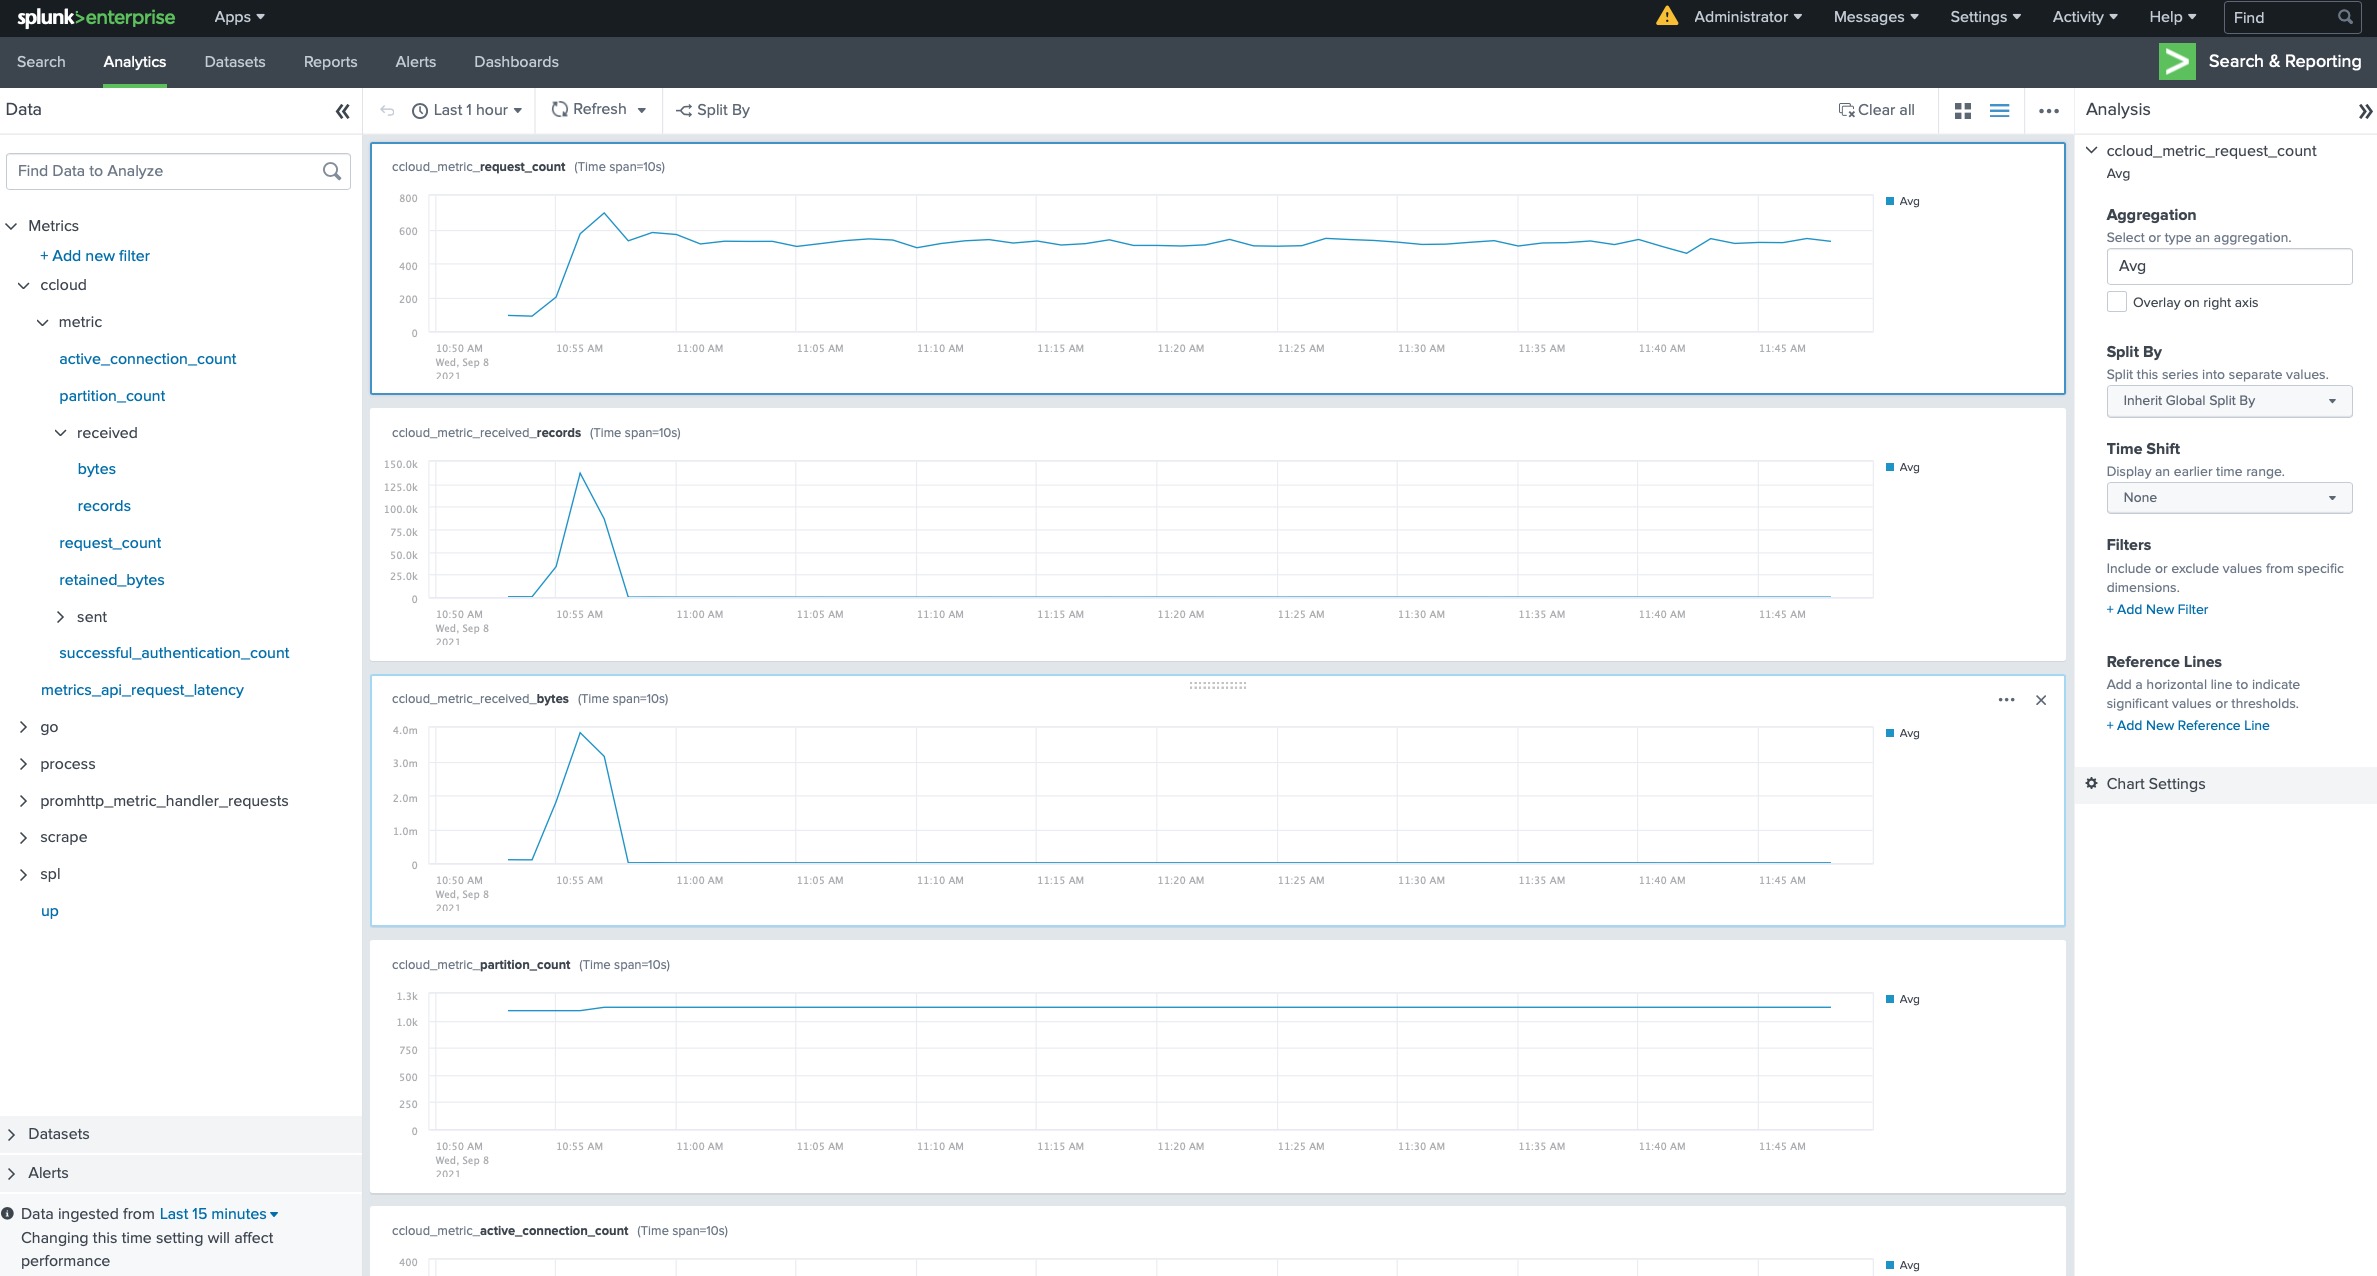 splunk>enterprise Apps Administrator Messages Settings Activity Help Find
Search Analytics Datasets Reports Alerts Dashboards Search & Reporting
Data
Find Data to Analyze
Metrics
+ Add new filter
ccloud
metric
active_connection_count
partition_count
received
bytes
records
request_count
retained_bytes
sent
successful_authentication_count
metrics_api_request_latency
go
process
promhttp_metric_handler_requests
scrape
spl
up
Datasets
Alerts
Data ingested from Last 15 minutes
Changing this time setting will affect
performance
Last 1 hour Refresh Split By Clear all
ccloud_metric_request_count (Time span=10s)
800
600
400
200
0
10:50 AM 10:55 AM 11:00 AM 11:05 AM 11:10 AM 11:15 AM 11:20 AM 11:25 AM 11:30 AM 11:35 AM 11:40 AM 11:45 AM
Wed, Sep 8
2021
Avg
ccloud_metric_received_records (Time span=10s)
150.0k
125.0k
100.0k
75.0k
50.0k
25.0k
0
10:50 AM 10:55 AM 11:00 AM 11:05 AM 11:10 AM 11:15 AM 11:20 AM 11:25 AM 11:30 AM 11:35 AM 11:40 AM 11:45 AM
Wed, Sep 8
2021
Avg
ccloud_metric_received_bytes (Time span=10s)
4.0m
3.0m
2.0m
1.0m
0
10:50 AM 10:55 AM 11:00 AM 11:05 AM 11:10 AM 11:15 AM 11:20 AM 11:25 AM 11:30 AM 11:35 AM 11:40 AM 11:45 AM
Wed, Sep 8
2021
Avg
ccloud_metric_partition_count (Time span=10s)
1.3k
1.0k
750
500
250
0
10:50 AM 10:55 AM 11:00 AM 11:05 AM 11:10 AM 11:15 AM 11:20 AM 11:25 AM 11:30 AM 11:35 AM 11:40 AM 11:45 AM
Wed, Sep 8
2021
Avg
ccloud_metric_active_connection_count (Time span=10s)
400
Avg
Analysis
ccloud_metric_request_count
Avg
Aggregation
Select or type an aggregation.
Avg
Overlay on right axis
Split By
Split this series into separate values.
Inherit Global Split By
Time Shift
Display an earlier time range.
None
Filters
Include or exclude values from specific
dimensions.
+ Add New Filter
Reference Lines
Add a horizontal line to indicate
significant values or thresholds.
+ Add New Reference Line
Chart Settings